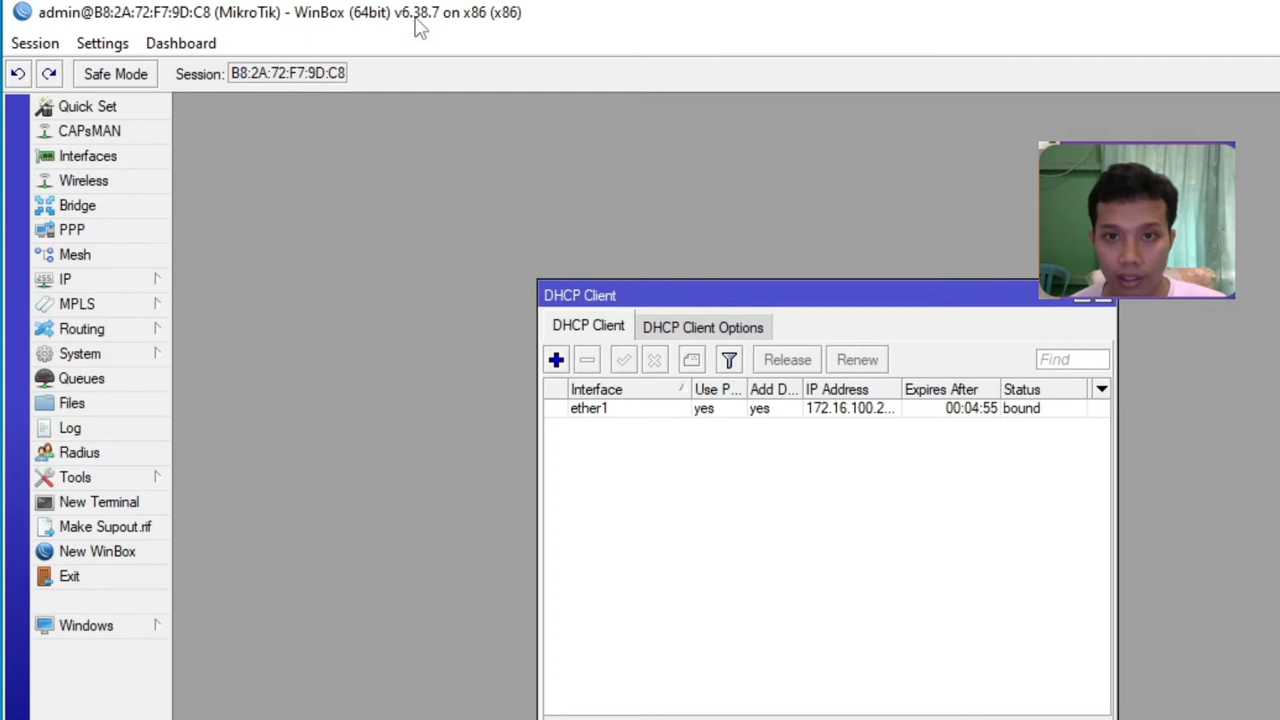 admin@B8:2A:72:F7:9D:C8 (MikroTik) - WinBox (64bit) v6.38.7 on x86 (x86)
Session Settings Dashboard
Safe Mode Session: B8:2A:72:F7:9D:C8
Quick Set
CAPsMAN
Interfaces
Wireless
Bridge
PPP
Mesh
IP
MPLS
Routing
System
Queues
Files
Log
Radius
Tools
New Terminal
Make Supout.rif
New WinBox
Exit
Windows
DHCP Client
DHCP Client DHCP Client Options
Release Renew Find
Interface Use P... Add D... IP Address Expires After Status
ether1 yes yes 172.16.100.2... 00:04:55 bound